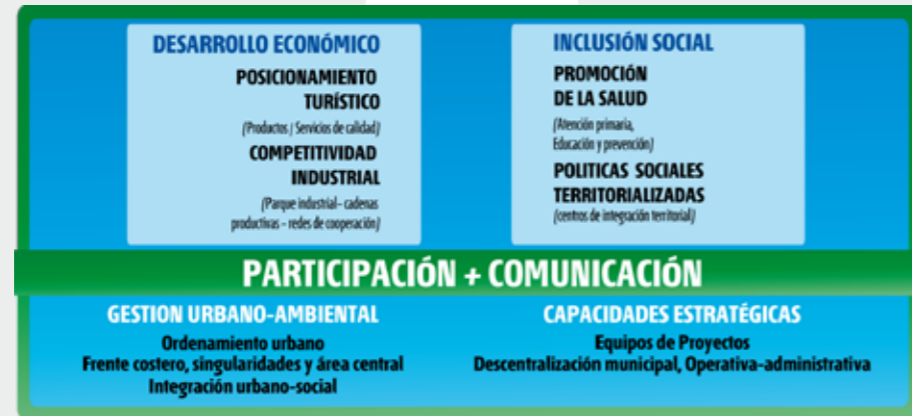 DESARROLLO ECONÓMICO
POSICIONAMIENTO
TURÍSTICO
(Productos / Servicios de calidad)
COMPETITIVIDAD
INDUSTRIAL
(Parque industrial- cadenas
productivas - redes de cooperación)
INCLUSIÓN SOCIAL
PROMOCIÓN
DE LA SALUD
(Atención primaria,
Educación y prevención)
POLITICAS SOCIALES
TERRITORIALIZADAS
(centros de integración territorial)
PARTICIPACIÓN + COMUNICACIÓN
GESTION URBANO-AMBIENTAL
Ordenamiento urbano
Frente costero, singularidades y área central
Integración urbano-social
CAPACIDADES ESTRATÉGICAS
Equipos de Proyectos
Descentralización municipal, Operativa-administrativa